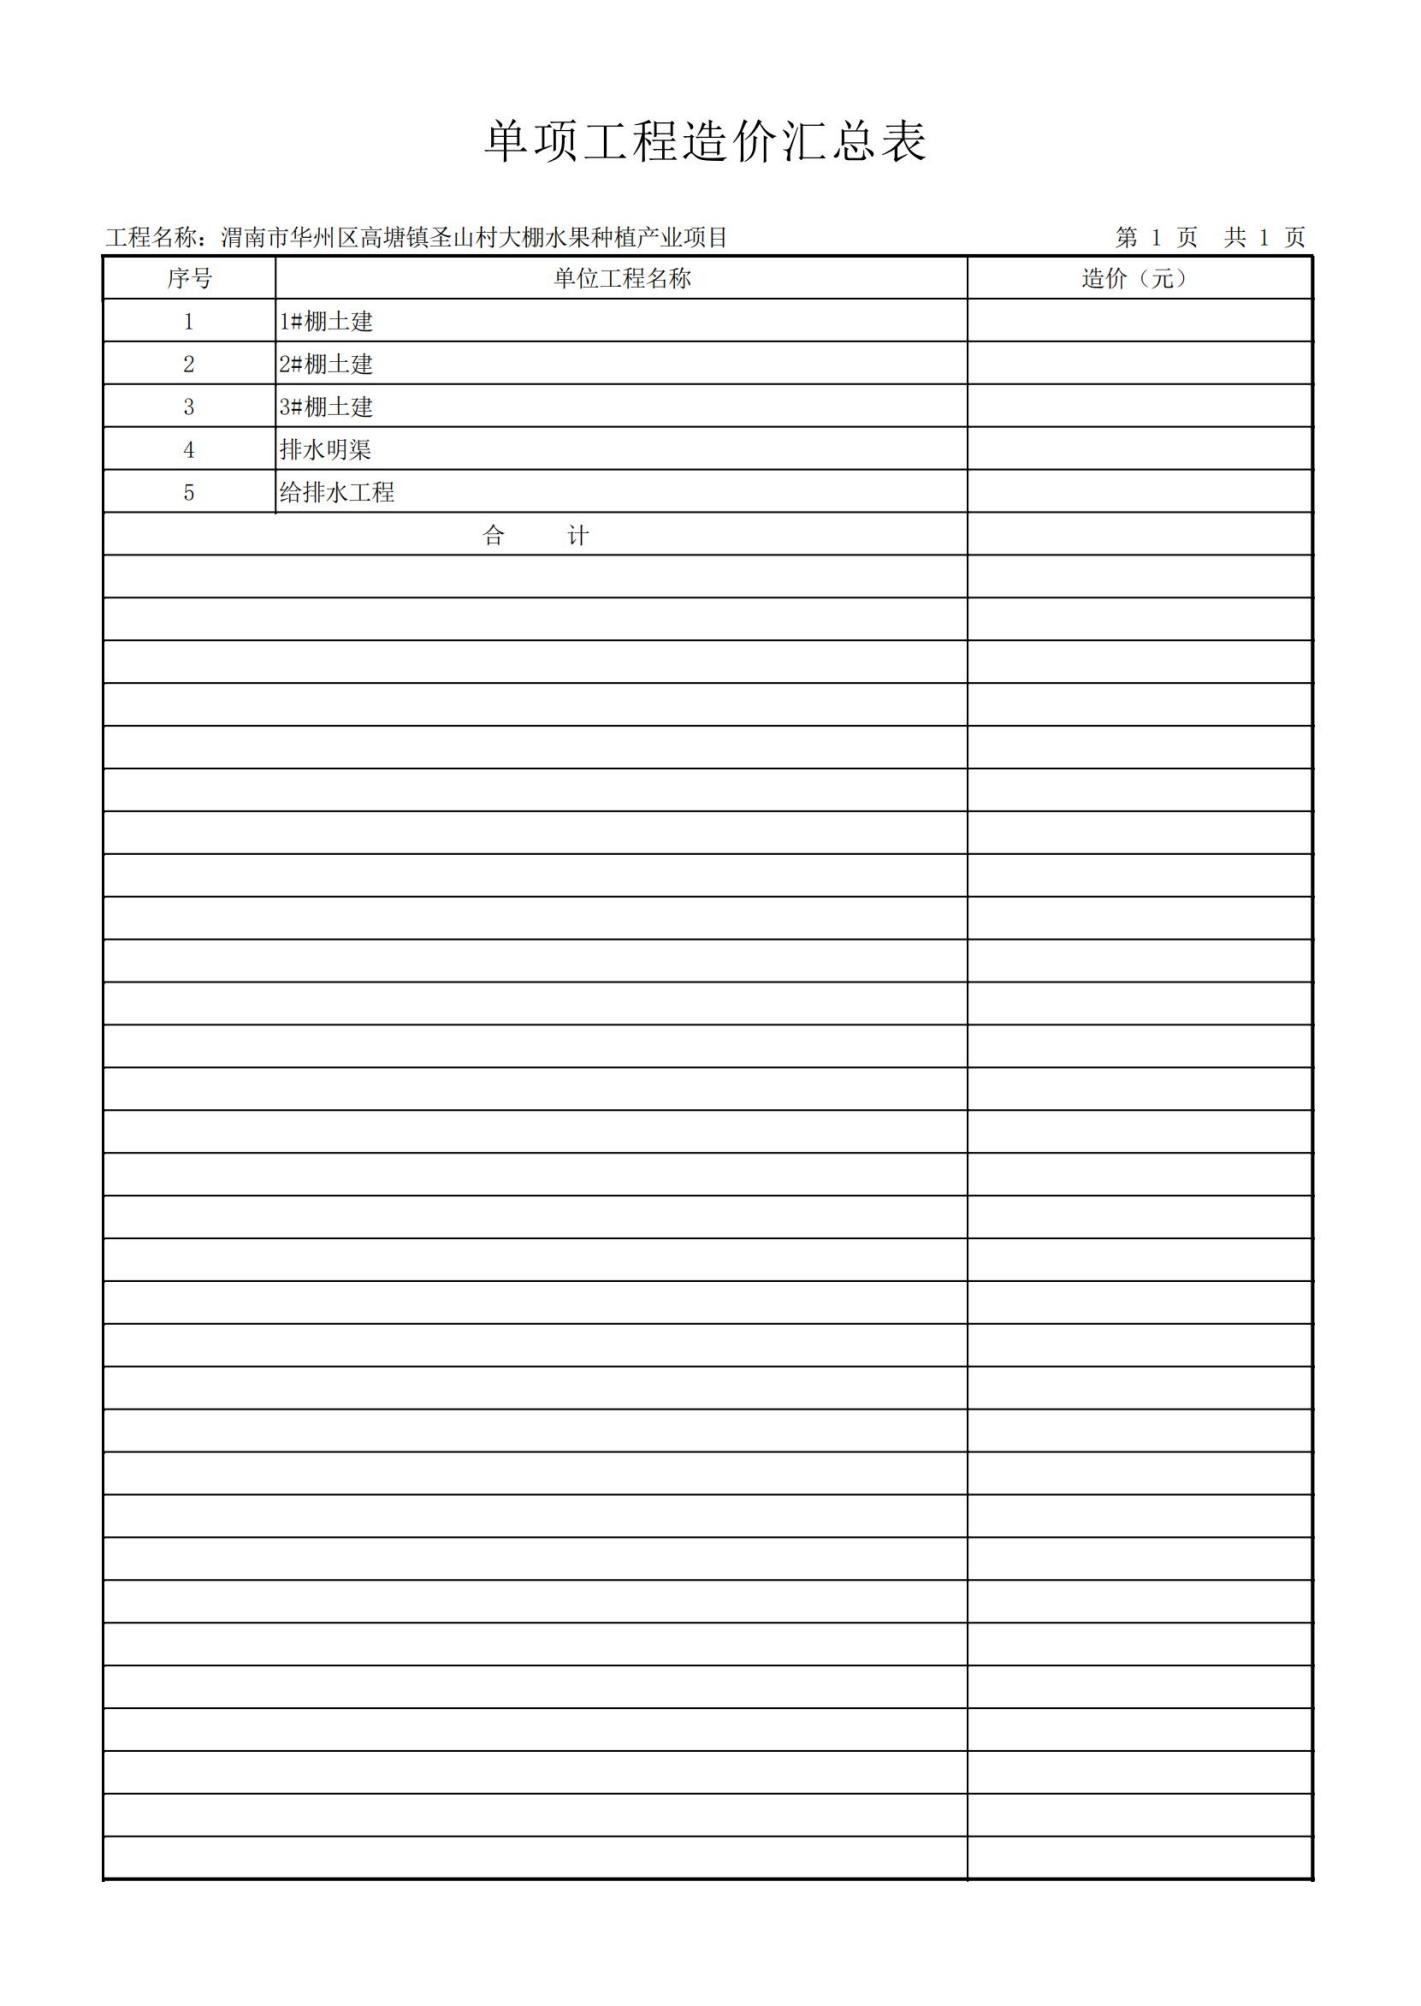 单项工程造价汇总表
工程名称：渭南市华州区高塘镇圣山村大棚水果种植产业项目 第 1 页 共 1 页
序号 单位工程名称 造价（元）
1 1#棚土建
2 2#棚土建
3 3#棚土建
4 排水明渠
5 给排水工程
合 计